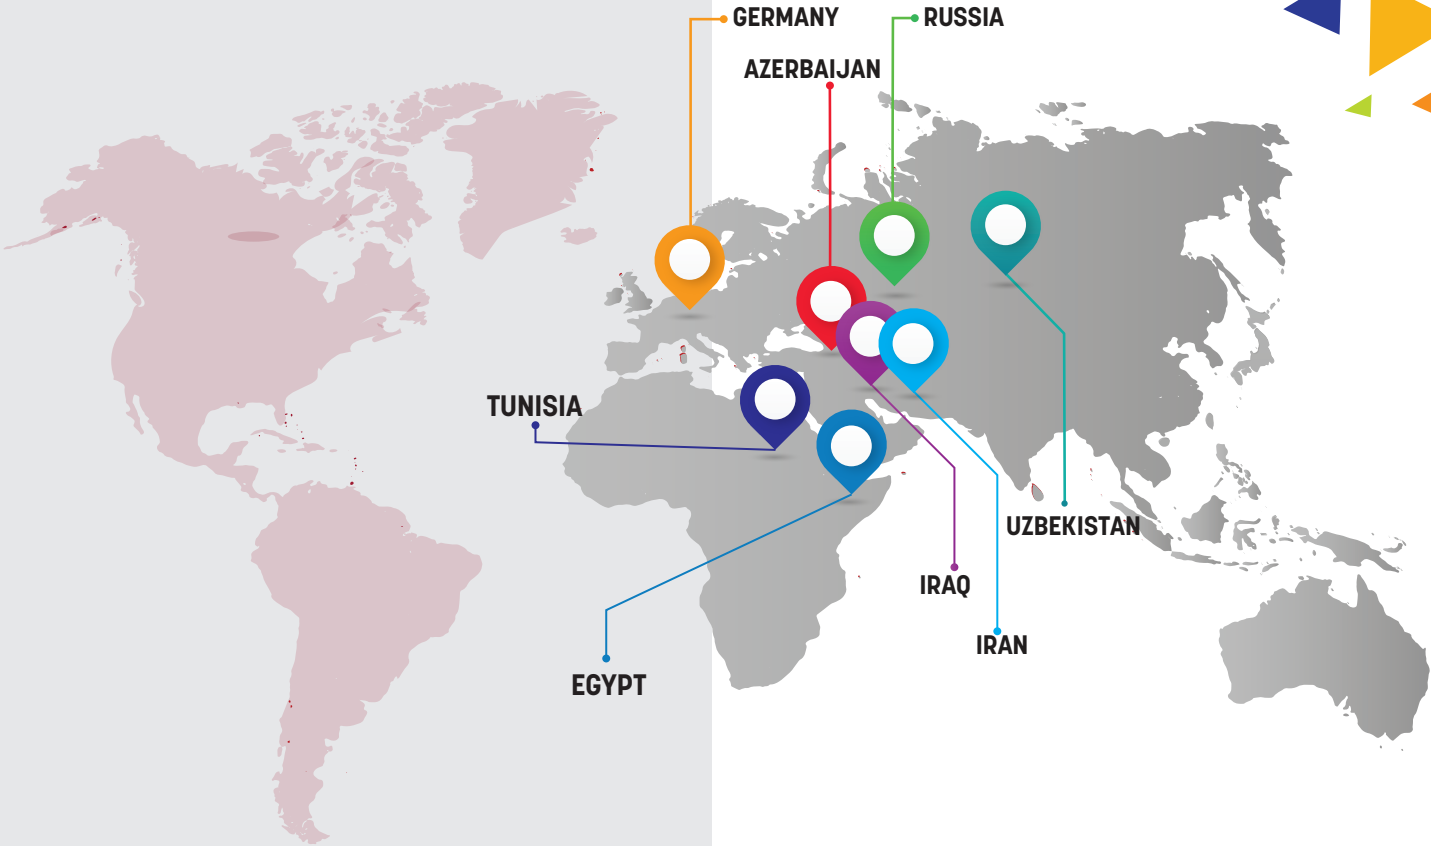 GERMANY
RUSSIA
AZERBAIJAN
TUNISIA
UZBEKISTAN
IRAQ
IRAN
EGYPT